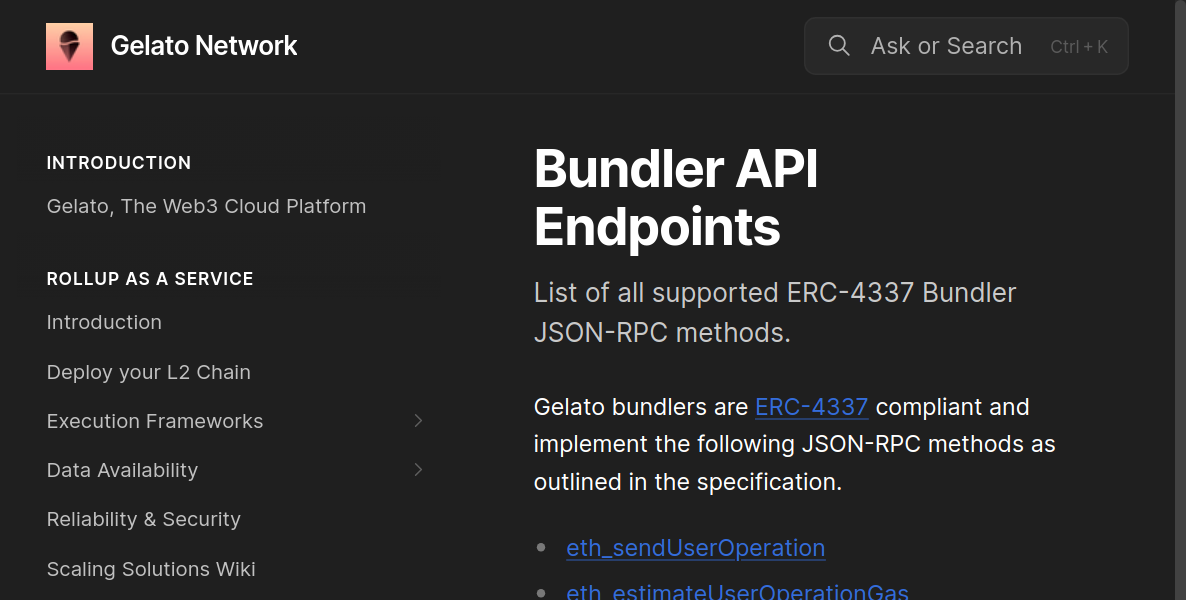 Gelato Network
Ask or Search Ctrl + K
INTRODUCTION
Gelato, The Web3 Cloud Platform
ROLLUP AS A SERVICE
Introduction
Deploy your L2 Chain
Execution Frameworks
Data Availability
Reliability & Security
Scaling Solutions Wiki
Bundler API
Endpoints
List of all supported ERC-4337 Bundler
JSON-RPC methods.
Gelato bundlers are ERC-4337 compliant and
implement the following JSON-RPC methods as
outlined in the specification.
eth_sendUserOperation
eth_estimateUserOperationGas